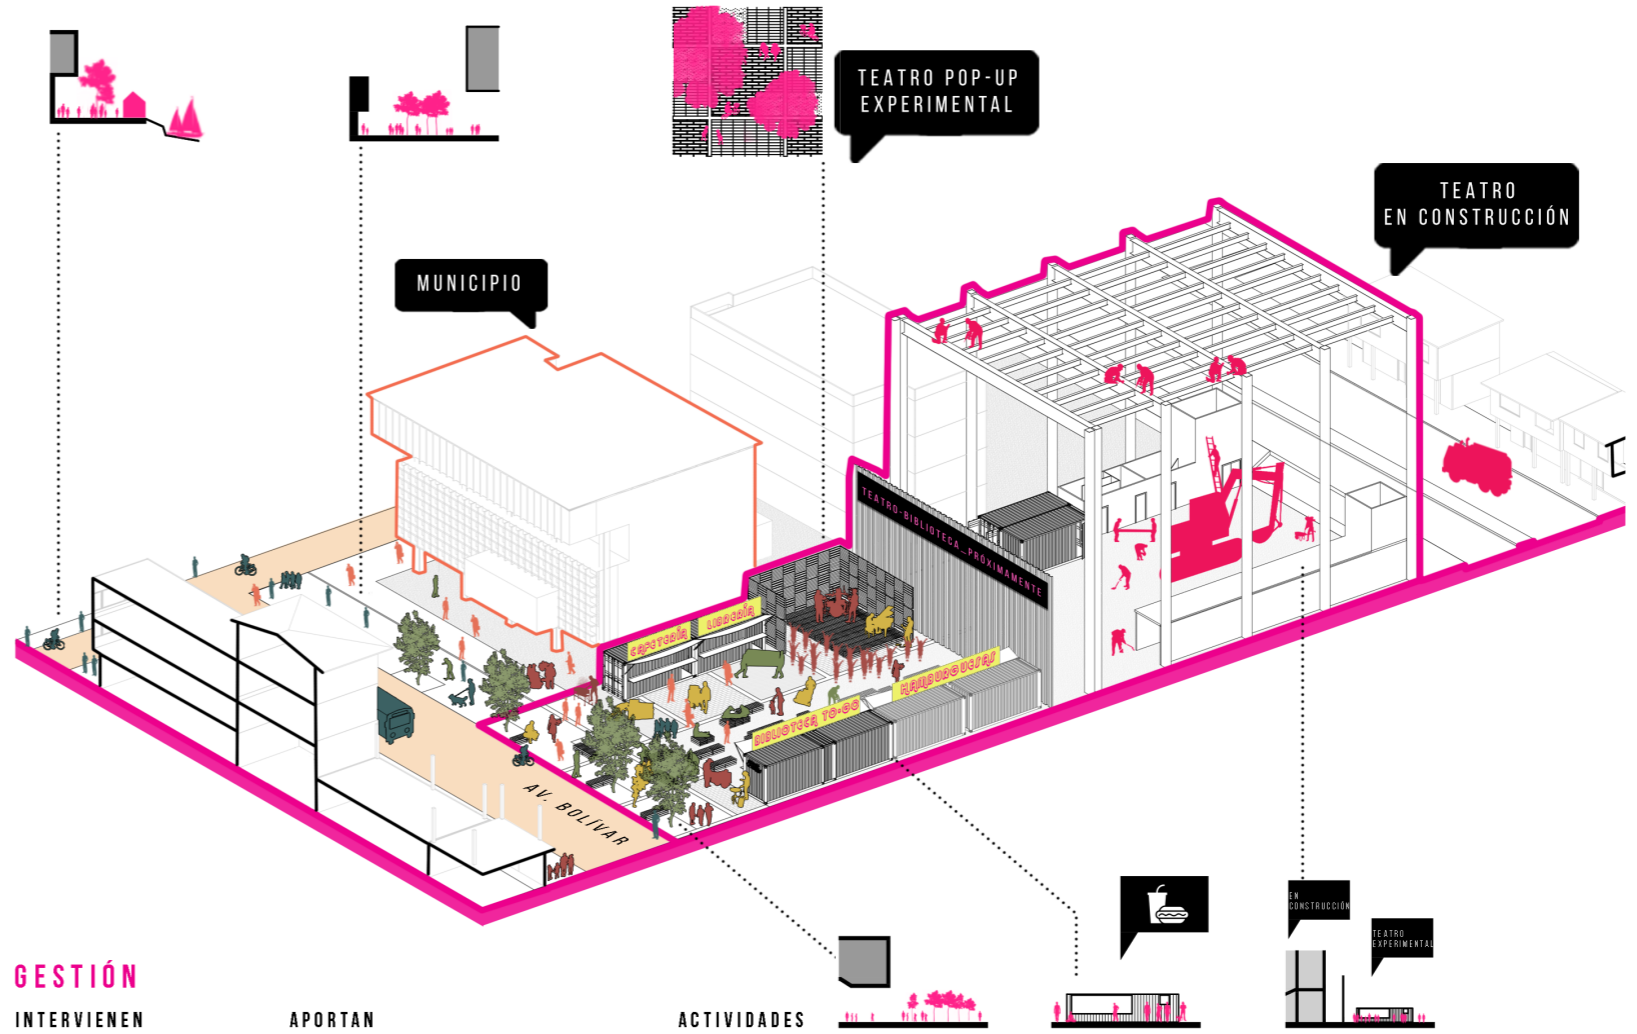 TEATRO POP-UP
EXPERIMENTAL
TEATRO
EN CONSTRUCCIÓN
MUNICIPIO
TEATRO-BIBLIOTECA_PRÓXIMAMENTE
CAFETERÍA
LIBRERÍA
HAMBURGUESAS
BIBLIOTECA TO-GO
AV. BOLÍVAR
EN
CONSTRUCCIÓN
TEATRO
EXPERIMENTAL
GESTIÓN
INTERVIENEN
APORTAN
ACTIVIDADES